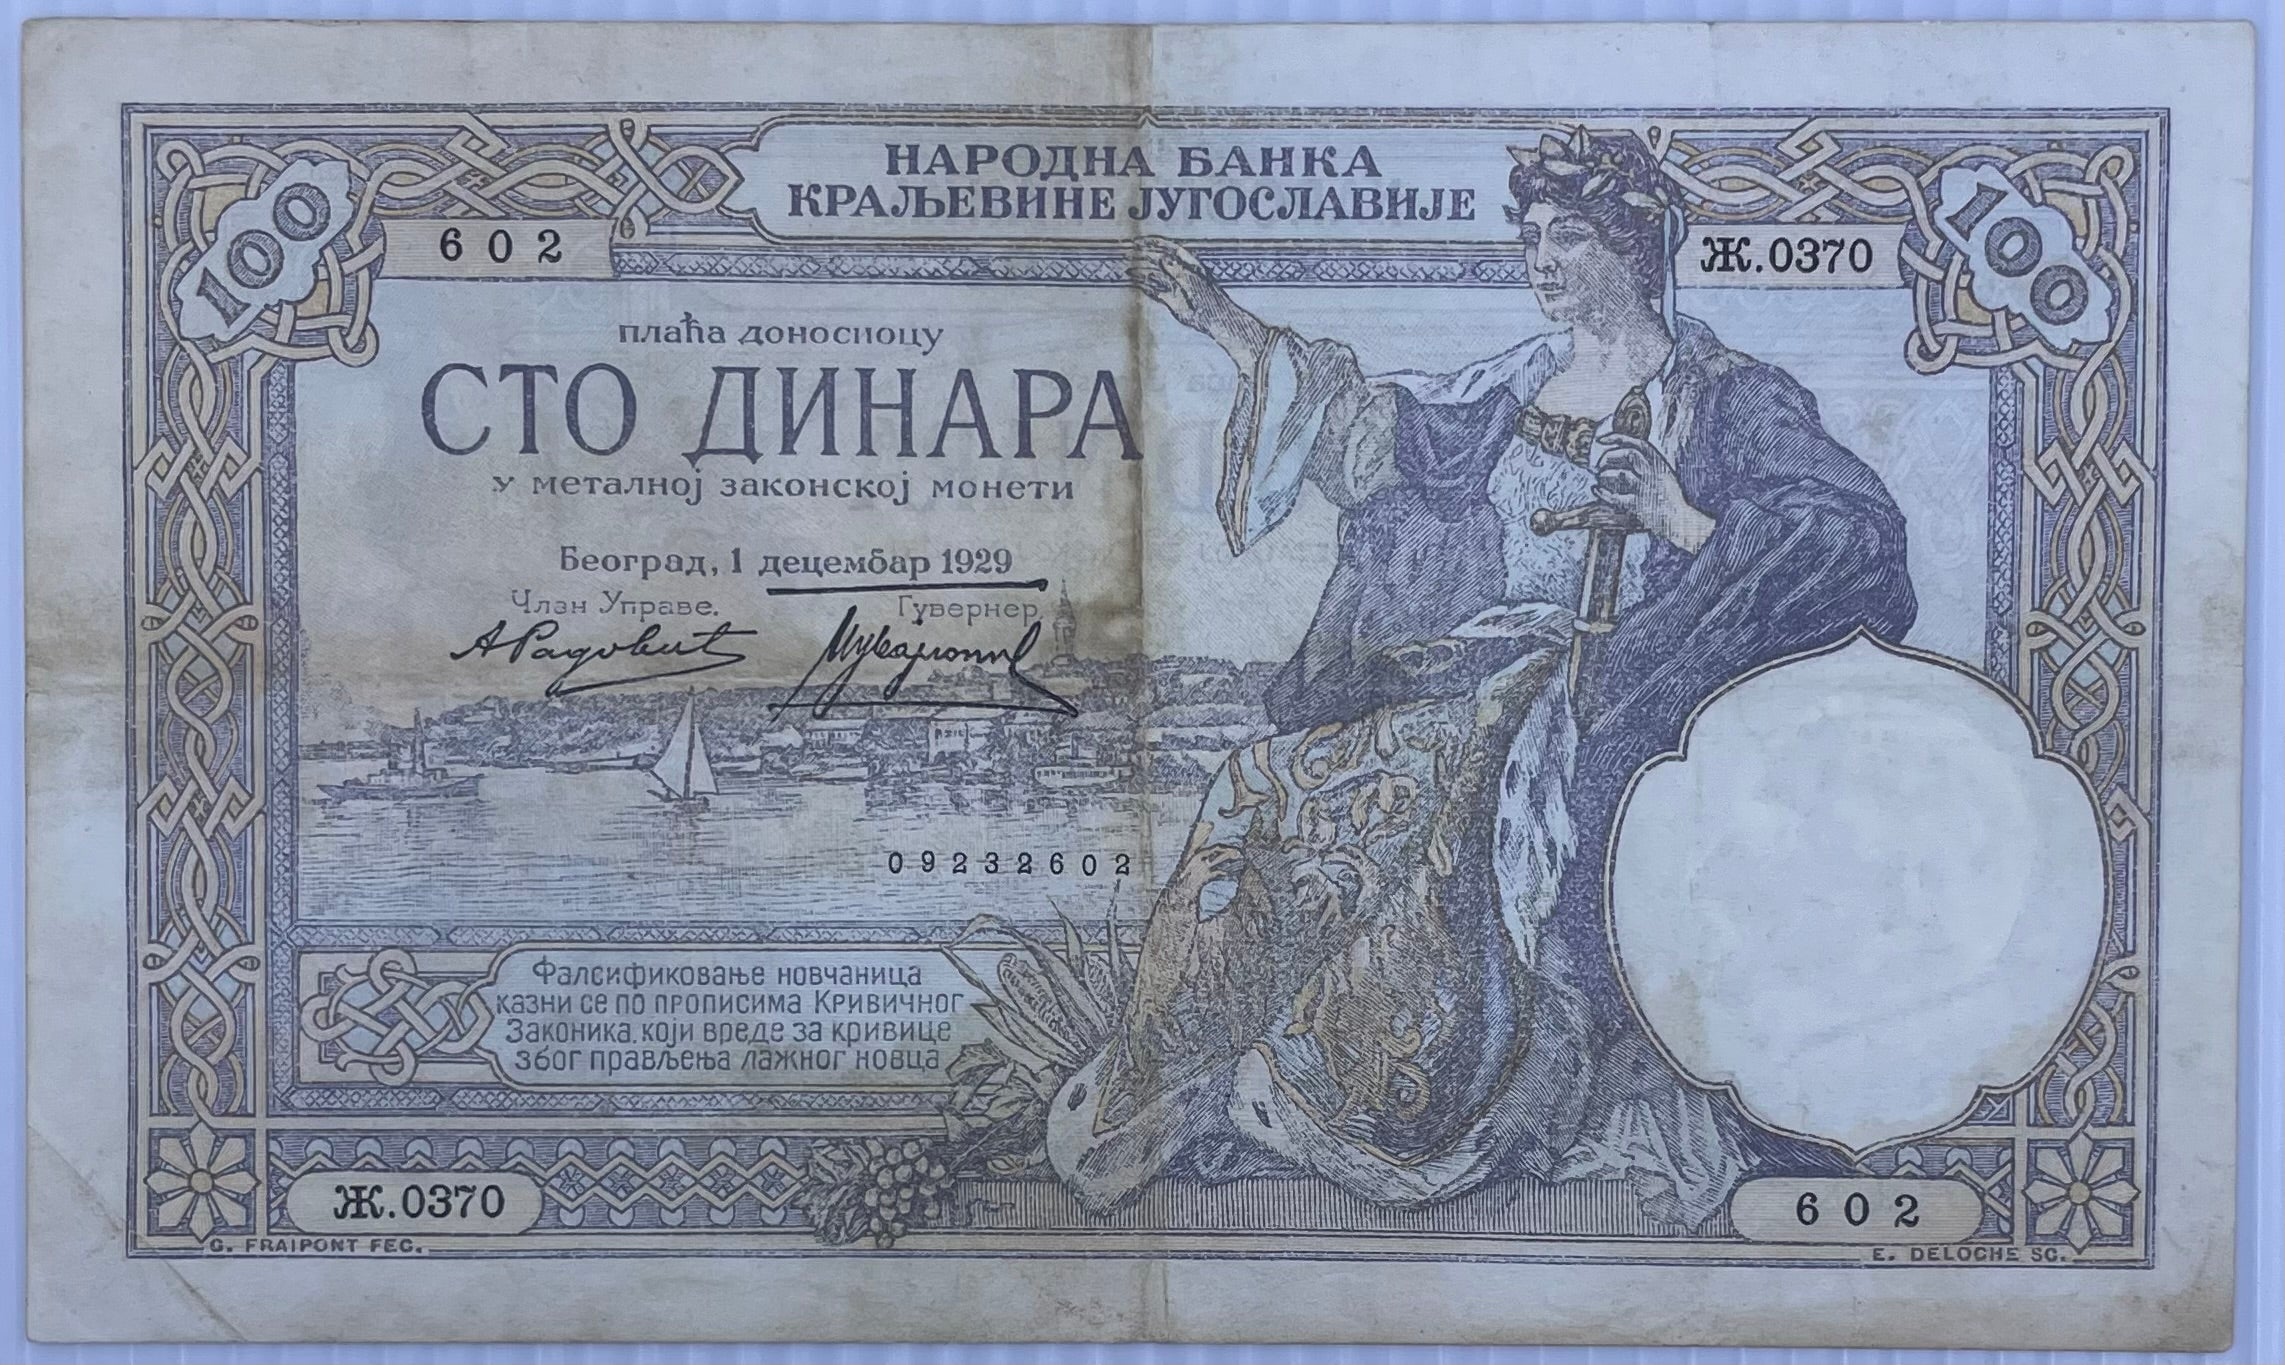 НАРОДНА БАНКА
КРАЉЕВИНЕ ЈУГОСЛАВИЈЕ
100
602
Ж.0370
100
плаћа доносиоцу
СТО ДИНАРА
у металној законској монети
Београд, 1 децембар 1929
Члан Управе.
Гувернер
А Радовић
09232602
Фалсификовање новчаница
казни се по прописима Кривичног
Законика, који вреде за кривице
због прављења лажног новца
Ж.0370
602
G. FRAIPONT FEC.
E. DELOCHE SC.